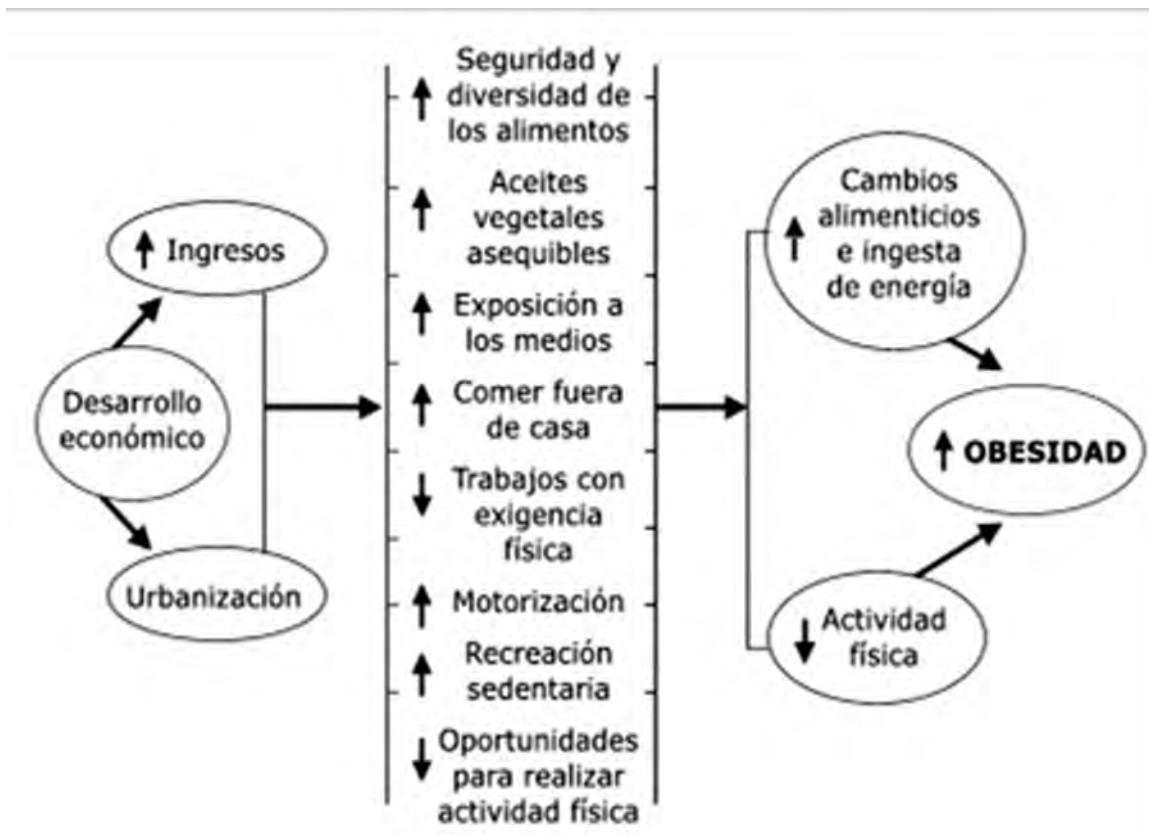 Desarrollo
económico
↑ Ingresos
Urbanización
↑ Seguridad y
diversidad de
los alimentos
↑ Aceites
vegetales
asequibles
↑ Exposición a
los medios
↑ Comer fuera
de casa
↓ Trabajos con
exigencia
física
↑ Motorización
↑ Recreación
sedentaria
↓ Oportunidades
para realizar
actividad física
↑ Cambios
alimenticios
e ingesta
de energía
↓ Actividad
física
↑ OBESIDAD